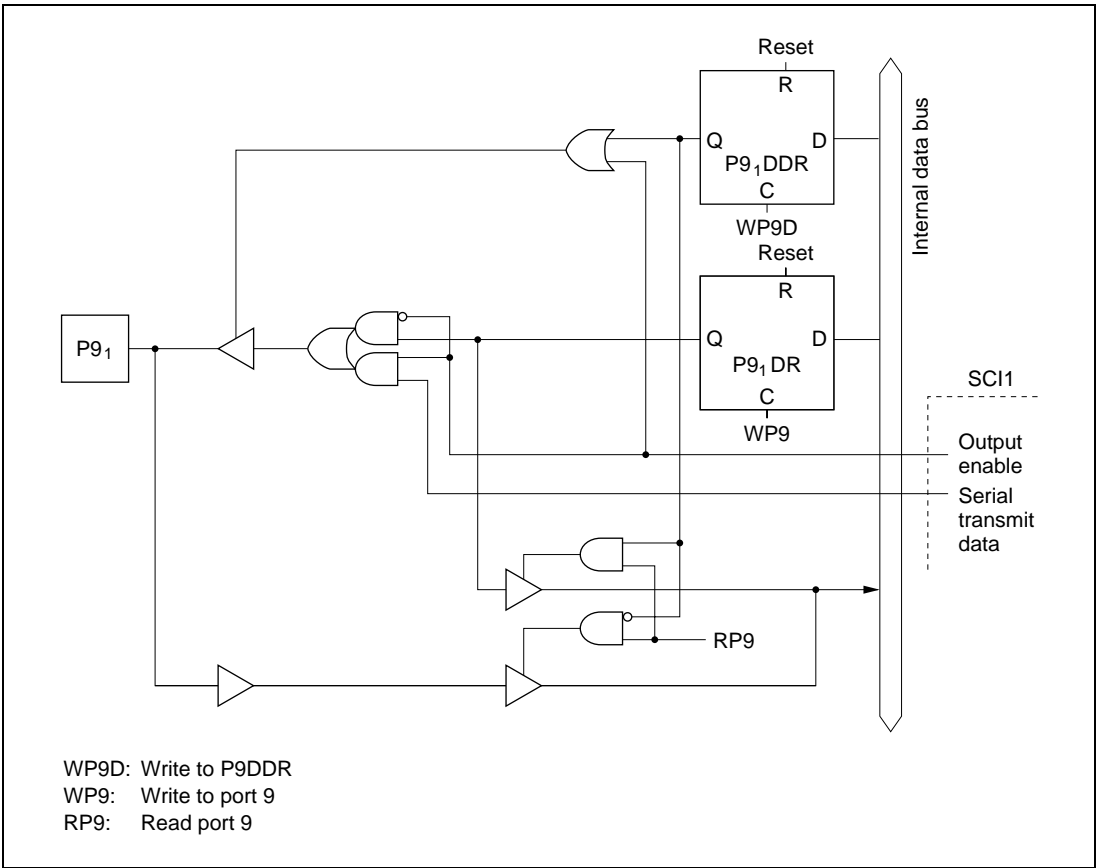 Reset
R
Q D
P9₁DDR
C
WP9D
Internal data bus
Reset
R
Q D
P9₁DR
C
WP9
P9₁
SCI1
Output
enable
Serial
transmit
data
RP9
WP9D: Write to P9DDR
WP9: Write to port 9
RP9: Read port 9